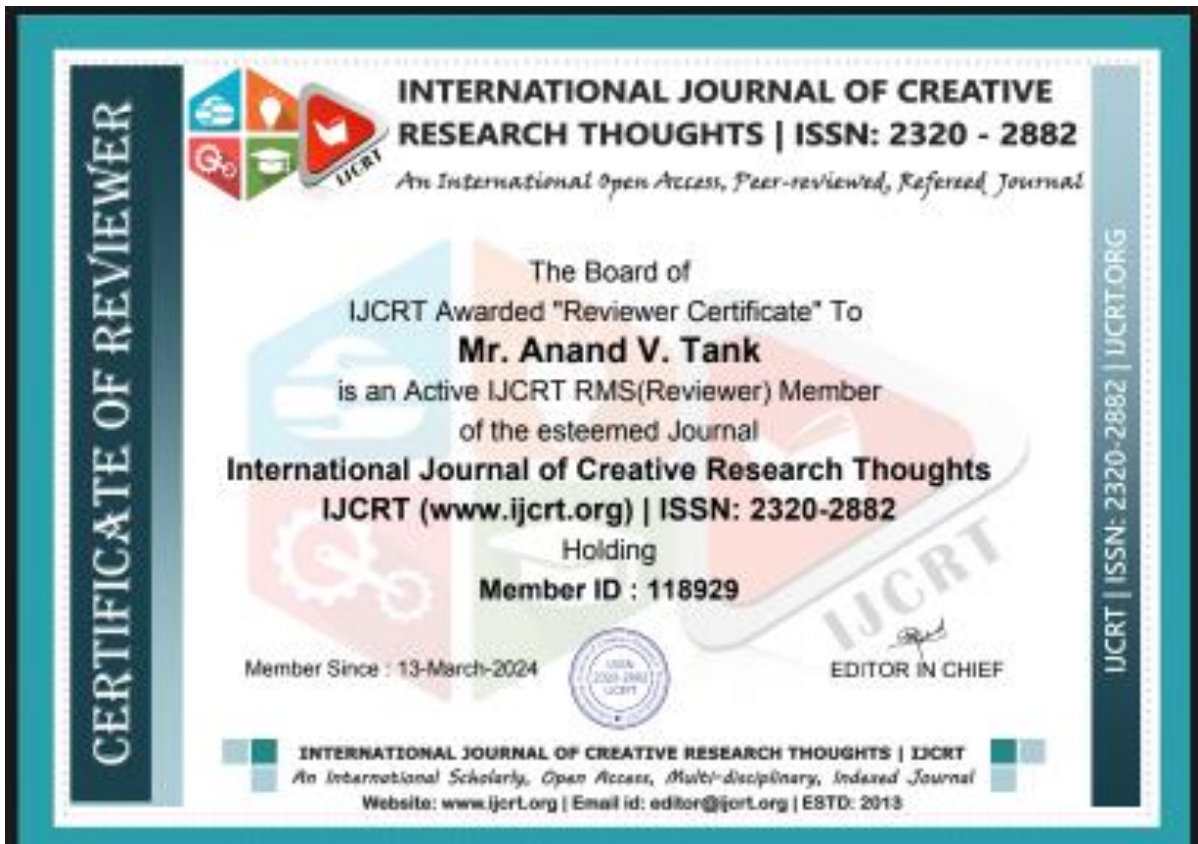 CERTIFICATE OF REVIEWER
IJCRT
INTERNATIONAL JOURNAL OF CREATIVE
RESEARCH THOUGHTS | ISSN: 2320 - 2882
An International Open Access, Peer-reviewed, Refereed Journal
The Board of
IJCRT Awarded "Reviewer Certificate" To
Mr. Anand V. Tank
is an Active IJCRT RMS(Reviewer) Member
of the esteemed Journal
International Journal of Creative Research Thoughts
IJCRT (www.ijcrt.org) | ISSN: 2320-2882
Holding
Member ID : 118929
IJCRT
Member Since : 13-March-2024
ISSN
2320-2882
IJCRT
EDITOR IN CHIEF
INTERNATIONAL JOURNAL OF CREATIVE RESEARCH THOUGHTS | IJCRT
An International Scholarly, Open Access, Multi-disciplinary, Indexed Journal
Website: www.ijcrt.org | Email id: editor@ijcrt.org | ESTD: 2013
IJCRT | ISSN: 2320-2882 | IJCRT.ORG